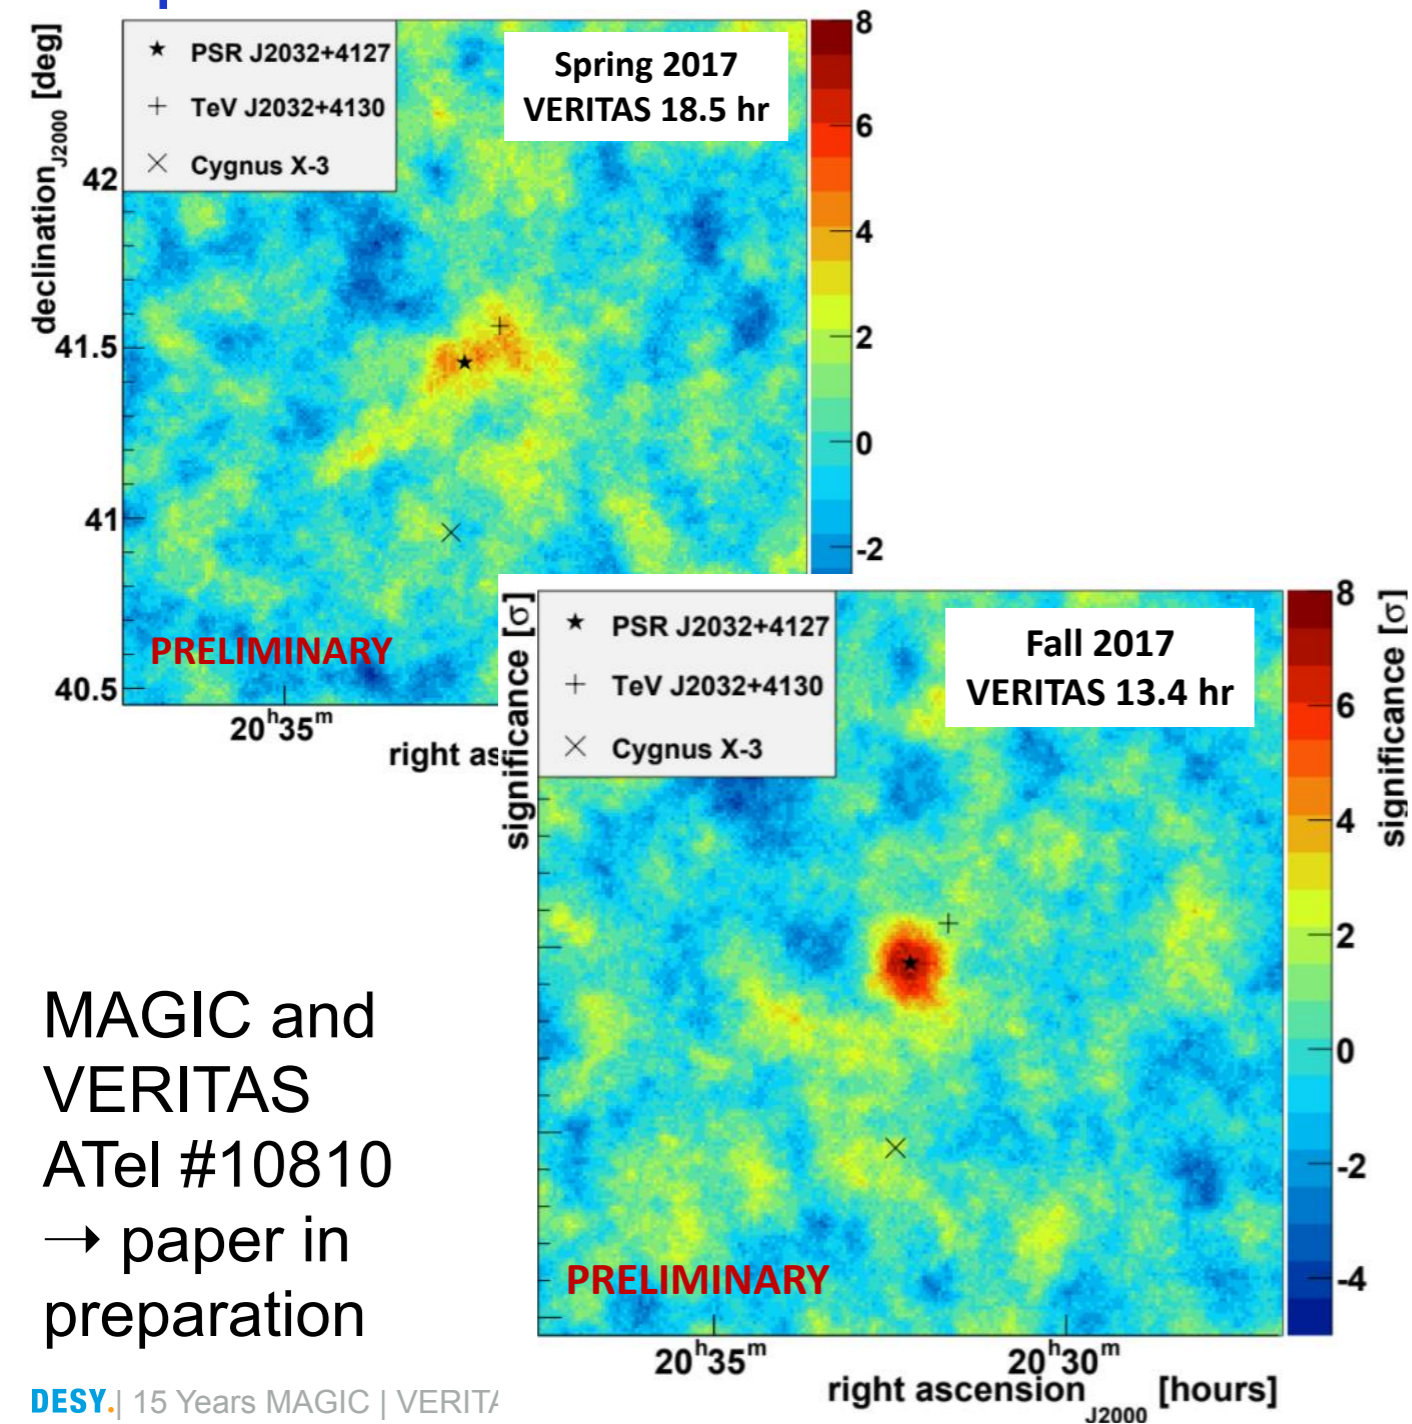 PSR J2032+4127
TeV J2032+4130
Cygnus X-3
Spring 2017
VERITAS 18.5 hr
8
6
4
2
0
-2
declination J2000 [deg]
42
41.5
41
40.5
PRELIMINARY
20h35m
right as
significance [σ]
PSR J2032+4127
TeV J2032+4130
Cygnus X-3
Fall 2017
VERITAS 13.4 hr
8
6
4
2
0
-2
-4
significance [σ]
PRELIMINARY
20h35m
20h30m
right ascension J2000 [hours]
MAGIC and
VERITAS
ATel #10810
→ paper in
preparation
DESY. | 15 Years MAGIC | VERITA